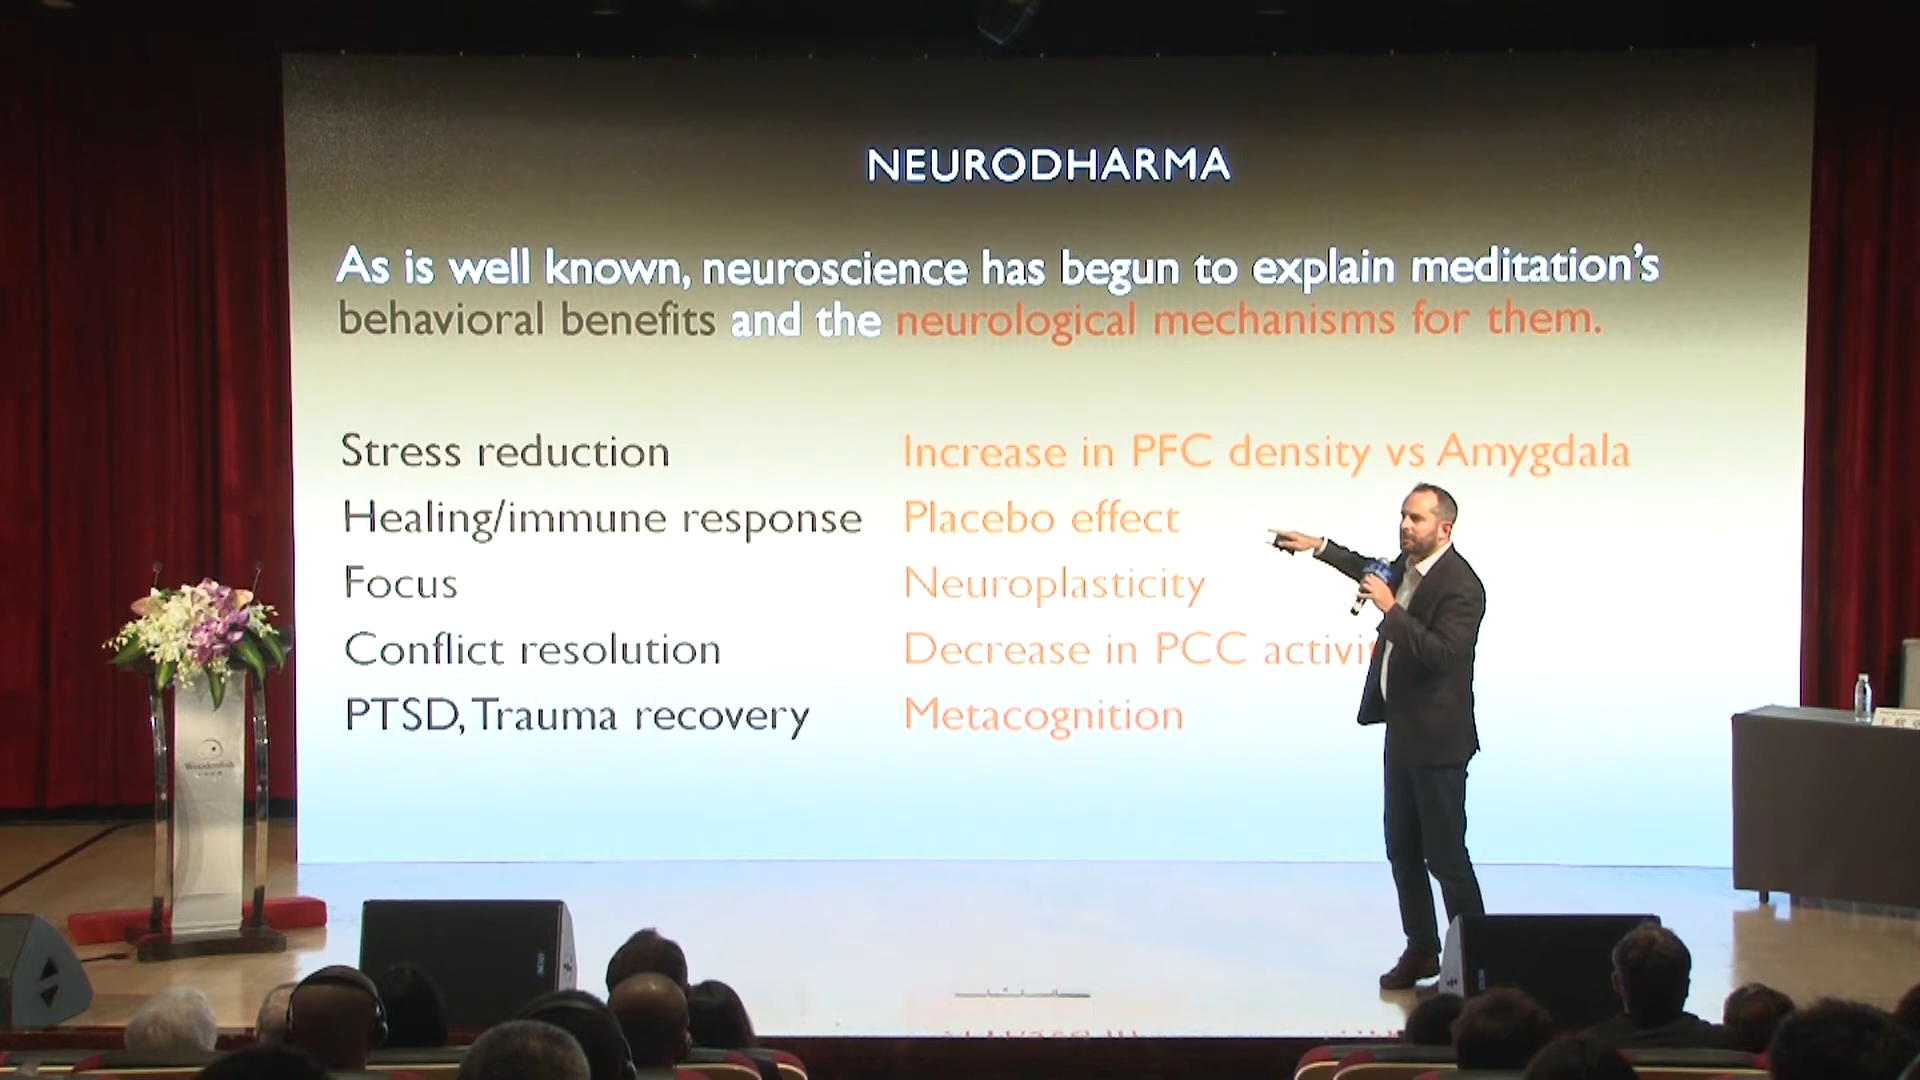 NEURODHARMA
As is well known, neuroscience has begun to explain meditation's
behavioral benefits and the neurological mechanisms for them.
Stress reduction Increase in PFC density vs Amygdala
Healing/immune response Placebo effect
Focus Neuroplasticity
Conflict resolution Decrease in PCC activi
PTSD, Trauma recovery Metacognition
Woodenfish